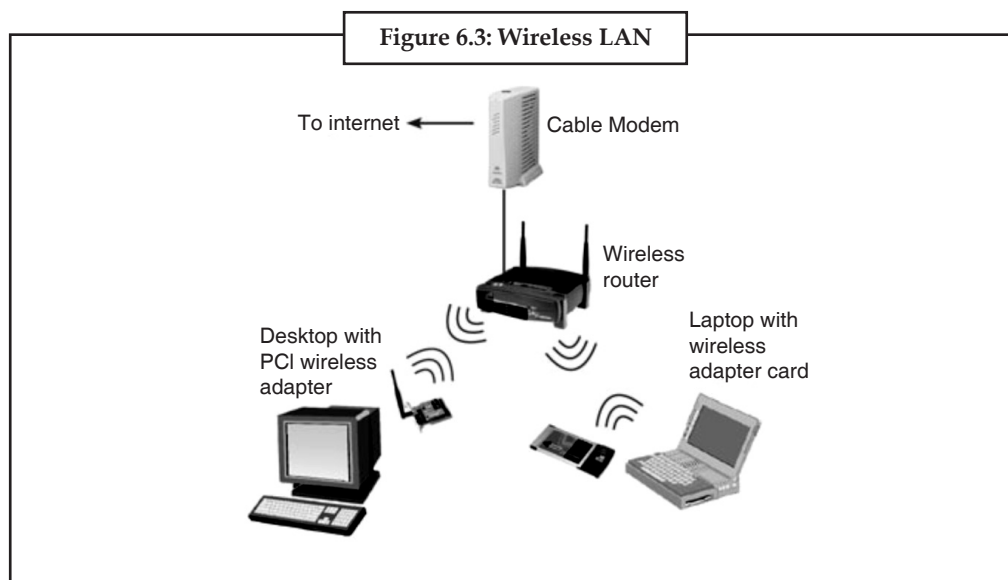 Figure 6.3: Wireless LAN
To internet
Cable Modem
Wireless
router
Desktop with
PCI wireless
adapter
Laptop with
wireless
adapter card